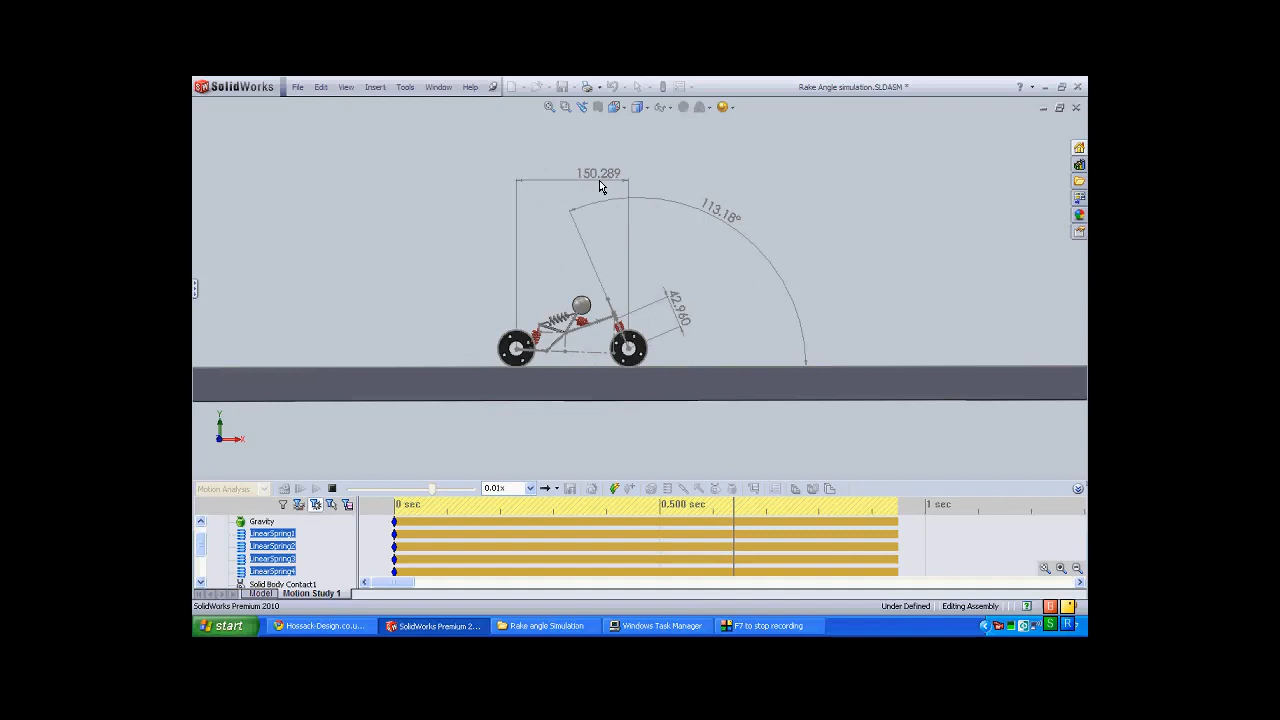 SolidWorks File Edit View Insert Tools Window Help Rake Angle simulation.SLDASM *
150.289
113.18°
42.960
Y
X
Motion Analysis 0.01x
0 sec 0.500 sec 1 sec
Gravity
LinearSpring1
LinearSpring2
LinearSpring3
LinearSpring4
Solid Body Contact1
Model Motion Study 1
SolidWorks Premium 2010 Under Defined Editing Assembly
start Hossack-Design.co.u... SolidWorks Premium 2... Rake angle Simulation Windows Task Manager F7 to stop recording S R